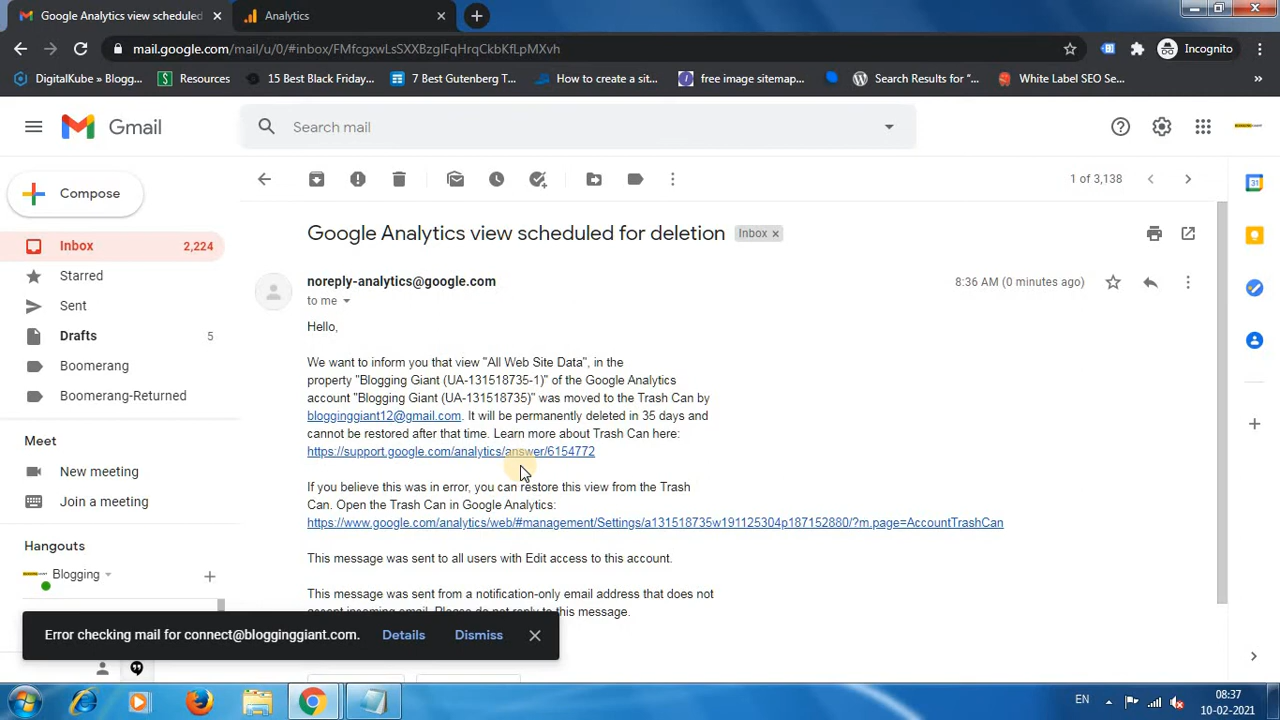 Google Analytics view scheduled
Analytics
mail.google.com/mail/u/0/#inbox/FMfcgxwLsSXXBzglFqHrqCkbKfLpMXvh
Incognito
DigitalKube » Blogg...
Resources
15 Best Black Friday...
7 Best Gutenberg T...
How to create a sit...
free image sitemap...
Search Results for "...
White Label SEO Se...
»
Gmail
Search mail
Compose
1 of 3,138
Inbox
2,224
Starred
Sent
Drafts
5
Boomerang
Boomerang-Returned
Meet
New meeting
Join a meeting
Hangouts
Blogging
Google Analytics view scheduled for deletion
Inbox x
noreply-analytics@google.com
8:36 AM (0 minutes ago)
to me
Hello,
We want to inform you that view "All Web Site Data", in the
property "Blogging Giant (UA-131518735-1)" of the Google Analytics
account "Blogging Giant (UA-131518735)" was moved to the Trash Can by
blogginggiant12@gmail.com. It will be permanently deleted in 35 days and
cannot be restored after that time. Learn more about Trash Can here:
https://support.google.com/analytics/answer/6154772
If you believe this was in error, you can restore this view from the Trash
Can. Open the Trash Can in Google Analytics:
https://www.google.com/analytics/web/#management/Settings/a131518735w191125304p187152880/?m.page=AccountTrashCan
This message was sent to all users with Edit access to this account.
This message was sent from a notification-only email address that does not
accept incoming email. Please do not reply to this message.
Error checking mail for connect@blogginggiant.com.
Details
Dismiss
EN
08:37
10-02-2021